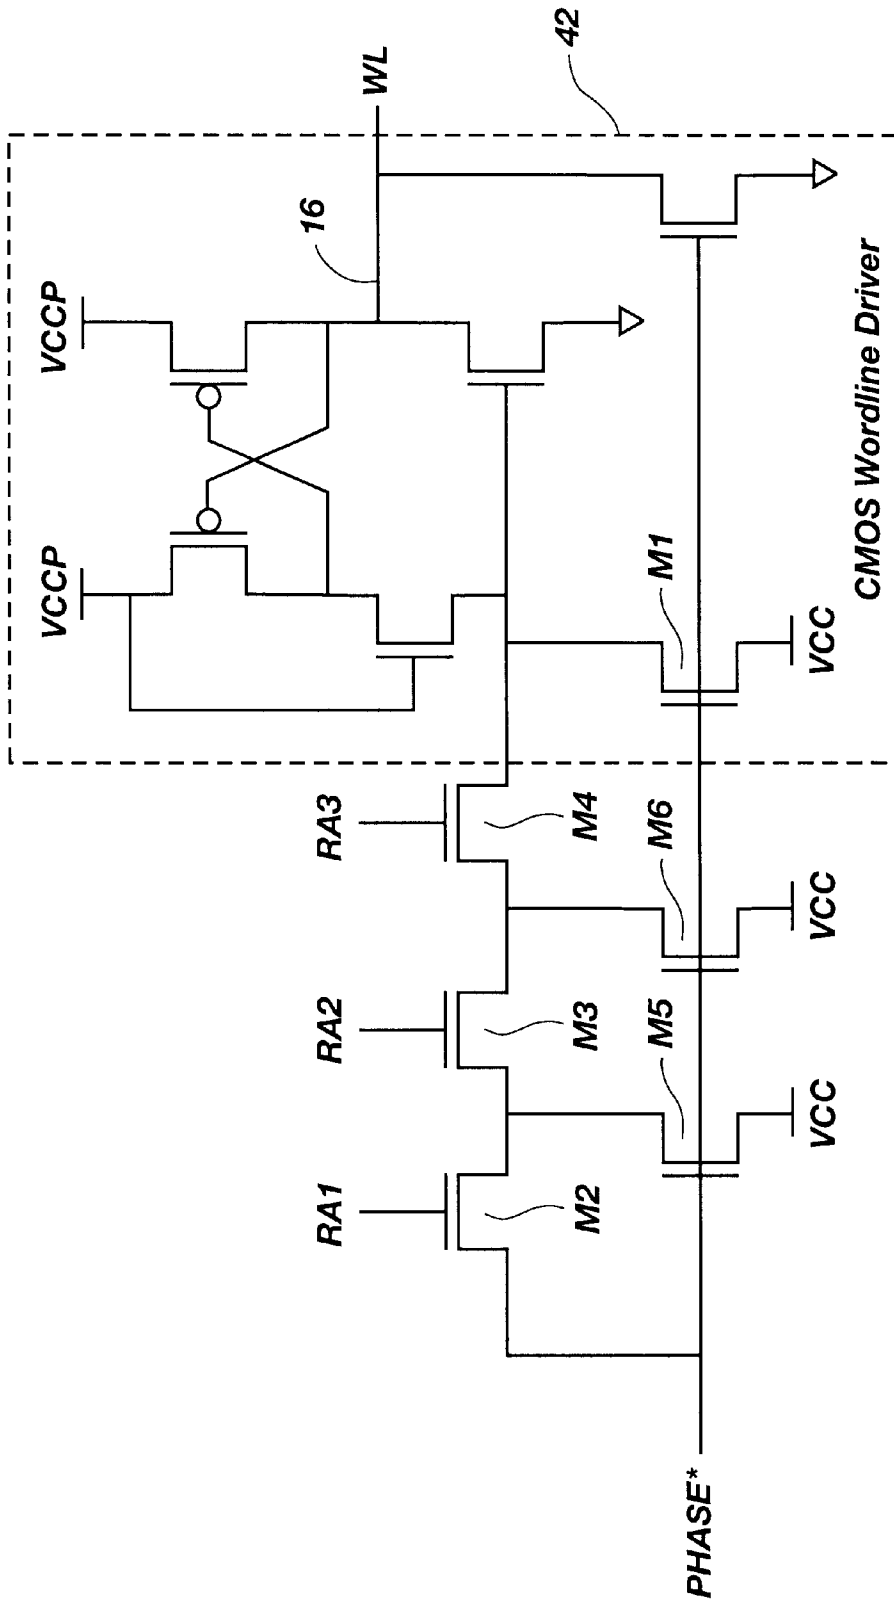 VCCP
VCCP
16
WL
42
RA1
RA2
RA3
M2
M3
M4
M5
M6
M1
VCC
VCC
VCC
PHASE*
CMOS Wordline Driver